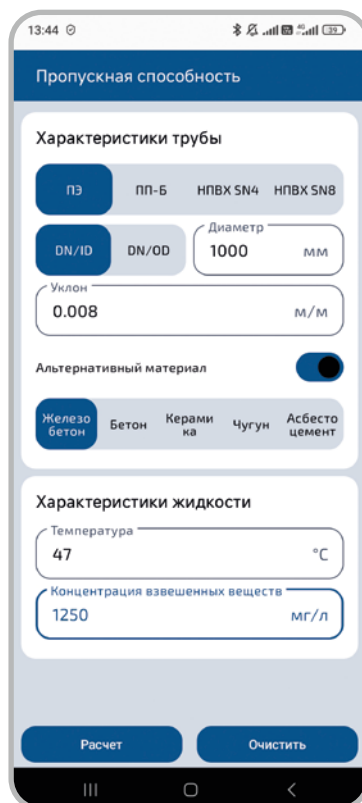 13:44
4G 39
Пропускная способность
Характеристики трубы
ПЭ ПП-Б НПВХ SN4 НПВХ SN8
Диаметр
DN/ID DN/OD 1000 мм
Уклон
0.008 м/м
Альтернативный материал
Железо
бетон
Бетон
Керами
ка
Чугун
Асбесто
цемент
Характеристики жидкости
Температура
47 °C
Концентрация взвешенных веществ
1250 мг/л
Расчет Очистить